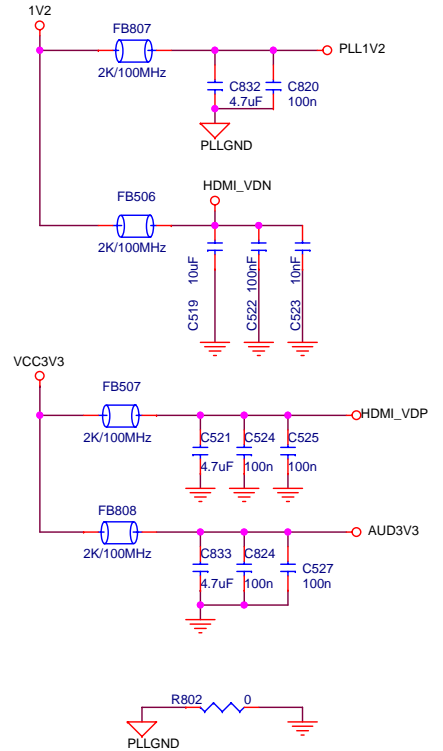 1V2
FB807
PLL1V2
2K/100MHz
C832
C820
4.7uF
100n
PLLGND
HDMI_VDN
FB506
2K/100MHz
C519
10uF
C522
100nF
C523
10nF
VCC3V3
FB507
HDMI_VDP
2K/100MHz
C521
C524
C525
4.7uF
100n
100n
FB808
AUD3V3
2K/100MHz
C833
C824
C527
4.7uF
100n
100n
R802
0
PLLGND